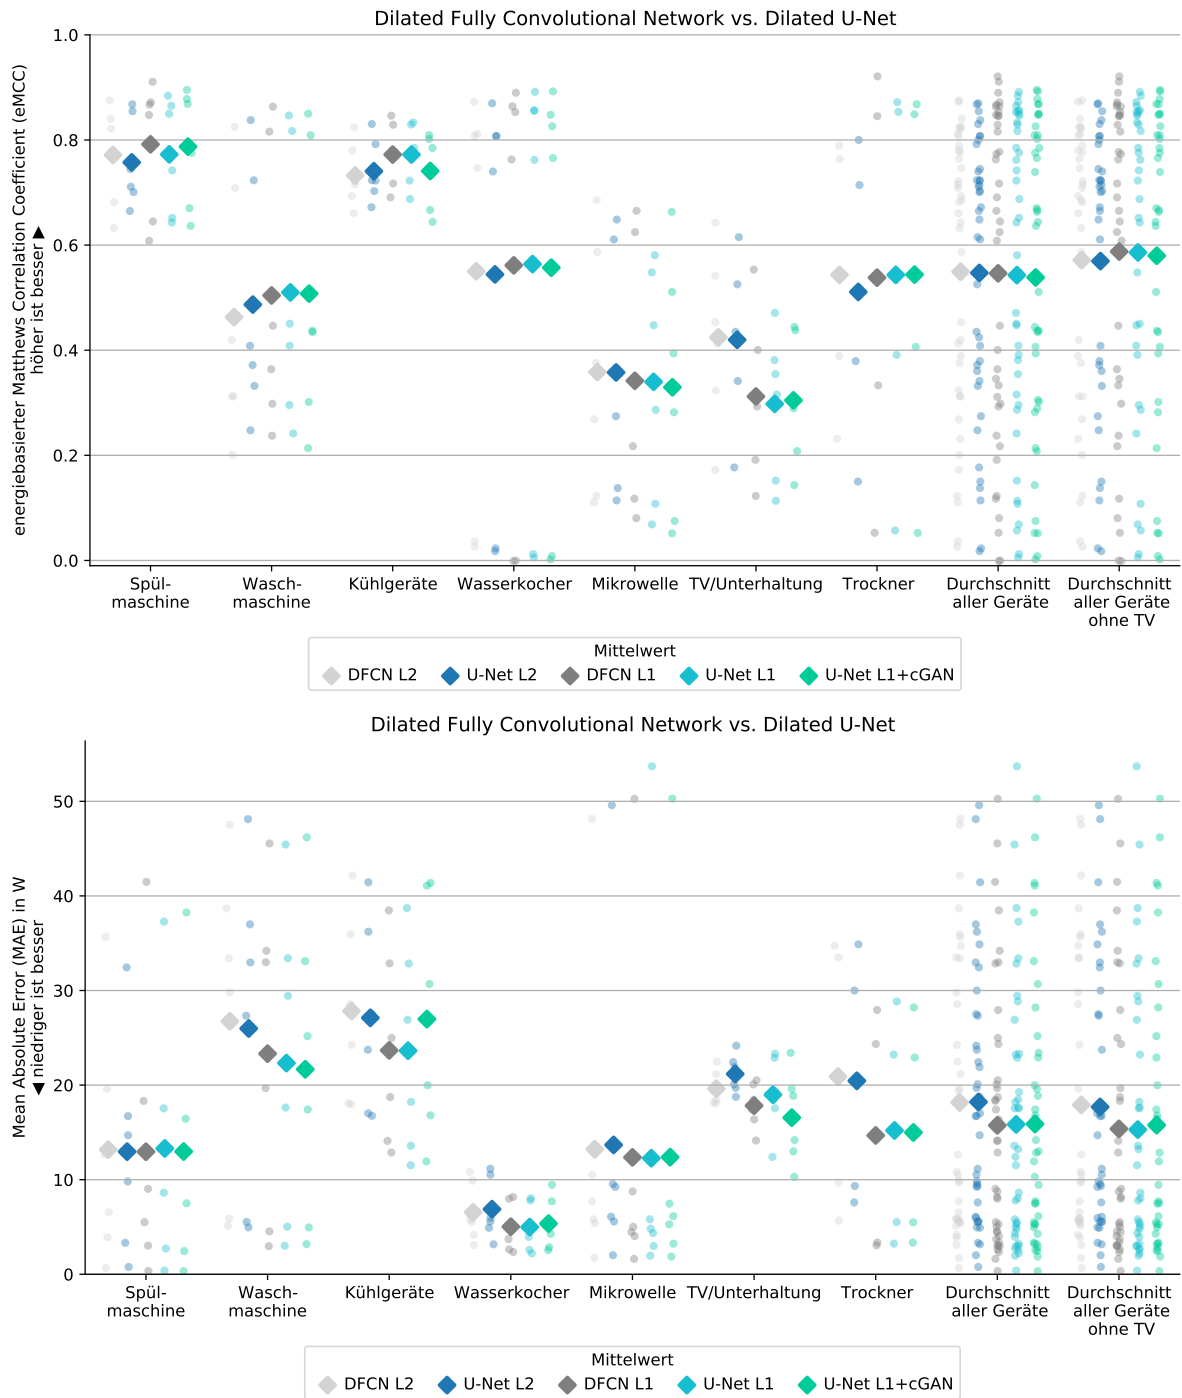 Dilated Fully Convolutional Network vs. Dilated U-Net
energiebasierter Matthews Correlation Coefficient (eMCC)
höher ist besser ▶
1.0
0.8
0.6
0.4
0.2
0.0
Spül-
maschine
Wasch-
maschine
Kühlgeräte
Wasserkocher
Mikrowelle
TV/Unterhaltung
Trockner
Durchschnitt
aller Geräte
Durchschnitt
aller Geräte
ohne TV
Mittelwert
DFCN L2
U-Net L2
DFCN L1
U-Net L1
U-Net L1+cGAN
Dilated Fully Convolutional Network vs. Dilated U-Net
Mean Absolute Error (MAE) in W
◀ niedriger ist besser
50
40
30
20
10
0
Spül-
maschine
Wasch-
maschine
Kühlgeräte
Wasserkocher
Mikrowelle
TV/Unterhaltung
Trockner
Durchschnitt
aller Geräte
Durchschnitt
aller Geräte
ohne TV
Mittelwert
DFCN L2
U-Net L2
DFCN L1
U-Net L1
U-Net L1+cGAN